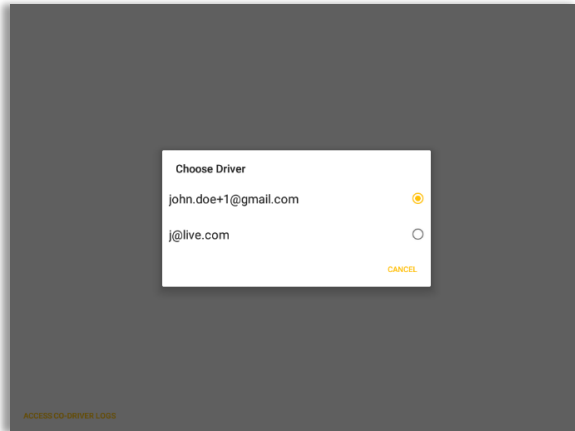 Choose Driver
john.doe+1@gmail.com
j@live.com
CANCEL
ACCESS CO-DRIVER LOGS